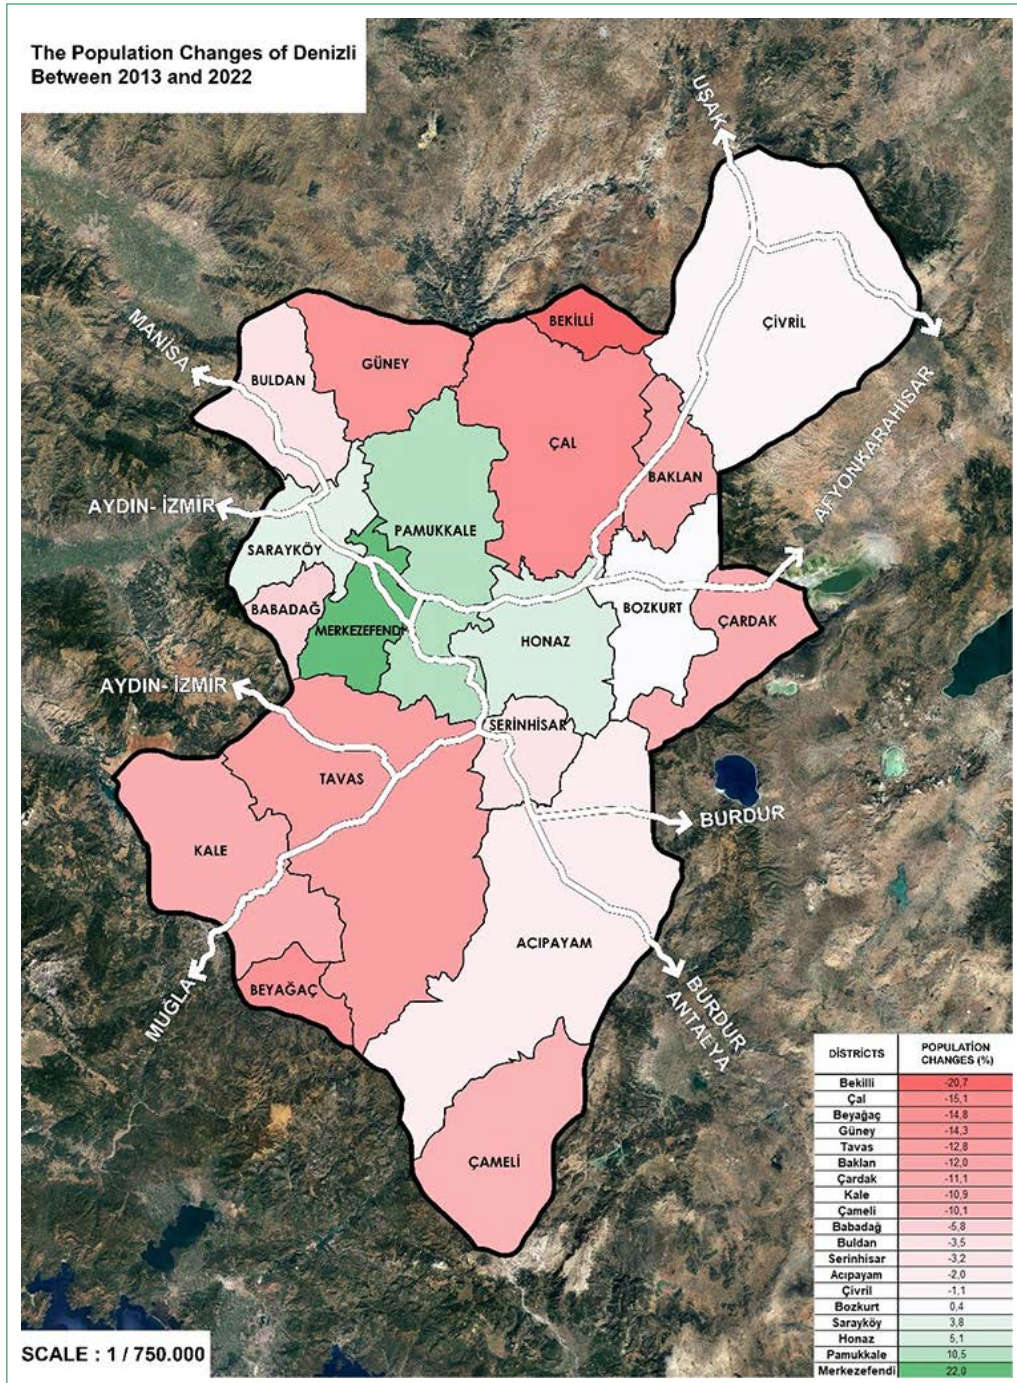 The Population Changes of Denizli
Between 2013 and 2022
UŞAK
ÇİVRİL
BEKİLLİ
MANİSA
GÜNEY
BULDAN
AFYONKARAHİSAR
ÇAL
BAKLAN
AYDIN- İZMİR
PAMUKKALE
SARAYKÖY
BABADAĞ
BOZKURT
ÇARDAK
MERKEZEFENDİ
HONAZ
AYDIN- İZMİR
SERİNHİSAR
TAVAS
BURDUR
KALE
ACIPAYAM
BEYAĞAÇ
MUĞLA
BURDUR
ANTALYA
ÇAMELİ
DİSTRİCTS POPULATİON
CHANGES (%)
Bekilli -20,7
Çal -15,1
Beyağaç -14,8
Güney -14,3
Tavas -12,8
Baklan -12,0
Çardak -11,1
Kale -10,9
Çameli -10,1
Babadağ -5,8
Buldan -3,5
Serinhisar -3,2
Acıpayam -2,0
Çivril -1,1
Bozkurt 0,4
Sarayköy 3,8
Honaz 5,1
Pamukkale 10,5
Merkezefendi 22,0
SCALE : 1 / 750.000